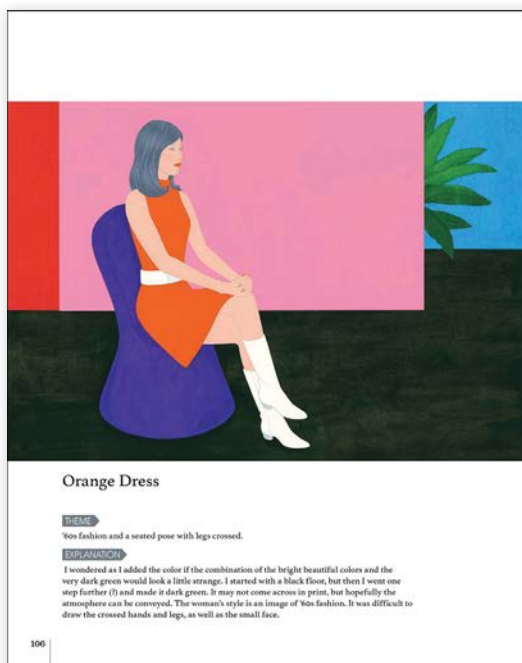 Orange Dress
THEME
'60s fashion and a seated pose with legs crossed.
EXPLANATION
I wondered as I added the color if the combination of the bright beautiful colors and the
very dark green would look a little strange. I started with a black floor, but then I went one
step further (?) and made it dark green. It may not come across in print, but hopefully the
atmosphere can be conveyed. The woman's style is an image of '60s fashion. It was difficult to
draw the crossed hands and legs, as well as the small face.
106